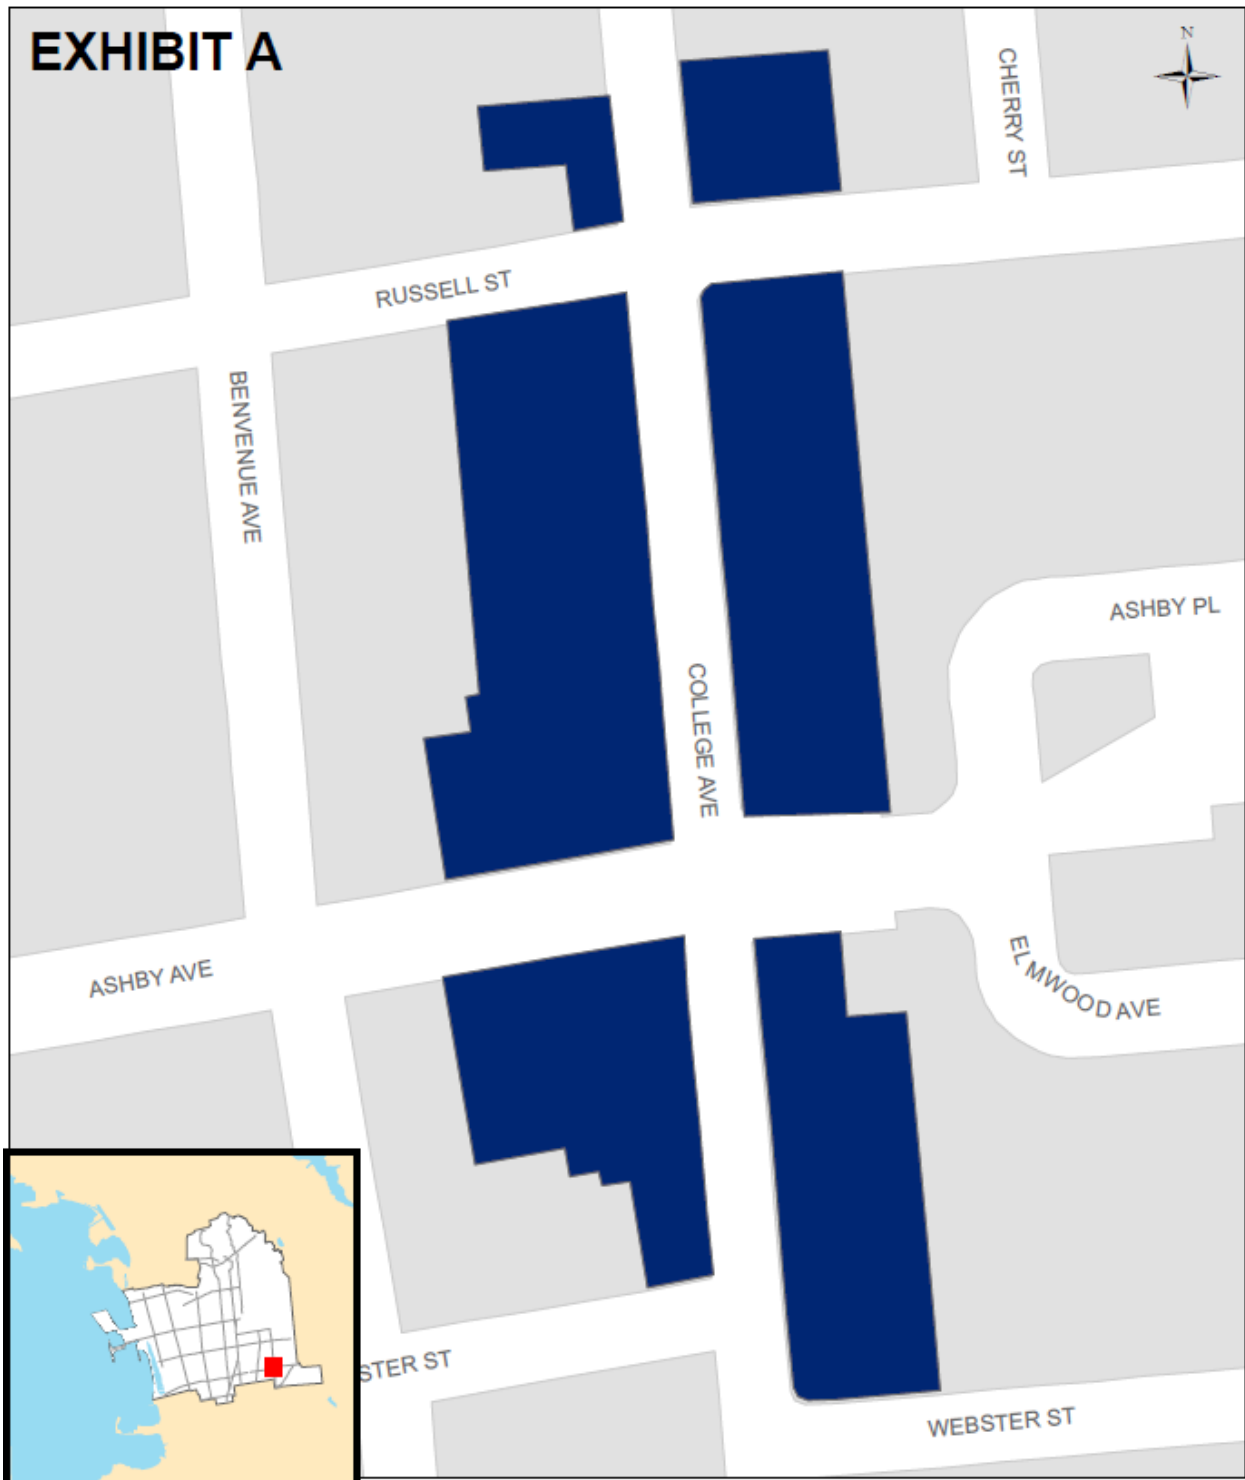 EXHIBIT A
N
CHERRY ST
RUSSELL ST
BENVENUE AVE
ASHBY PL
COLLEGE AVE
ELMWOOD AVE
ASHBY AVE
STER ST
WEBSTER ST